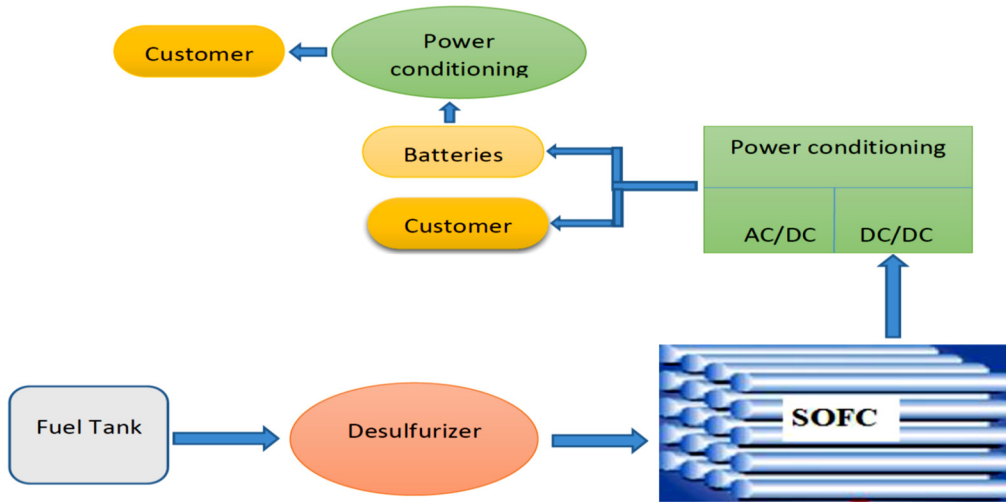 Customer
Power
conditioning
Batteries
Customer
Power conditioning
AC/DC
DC/DC
Fuel Tank
Desulfurizer
SOFC